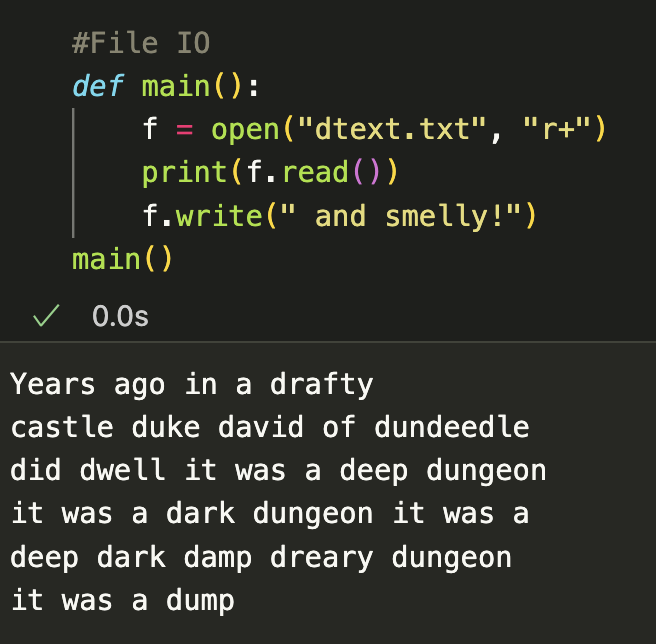 #File IO
def main():
    f = open("dtext.txt", "r+")
    print(f.read())
    f.write(" and smelly!")
main()
0.0s
Years ago in a drafty
castle duke david of dundeedle
did dwell it was a deep dungeon
it was a dark dungeon it was a
deep dark damp dreary dungeon
it was a dump